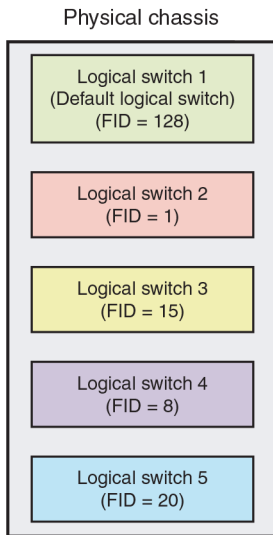 Physical chassis
Logical switch 1
(Default logical switch)
(FID = 128)
Logical switch 2
(FID = 1)
Logical switch 3
(FID = 15)
Logical switch 4
(FID = 8)
Logical switch 5
(FID = 20)